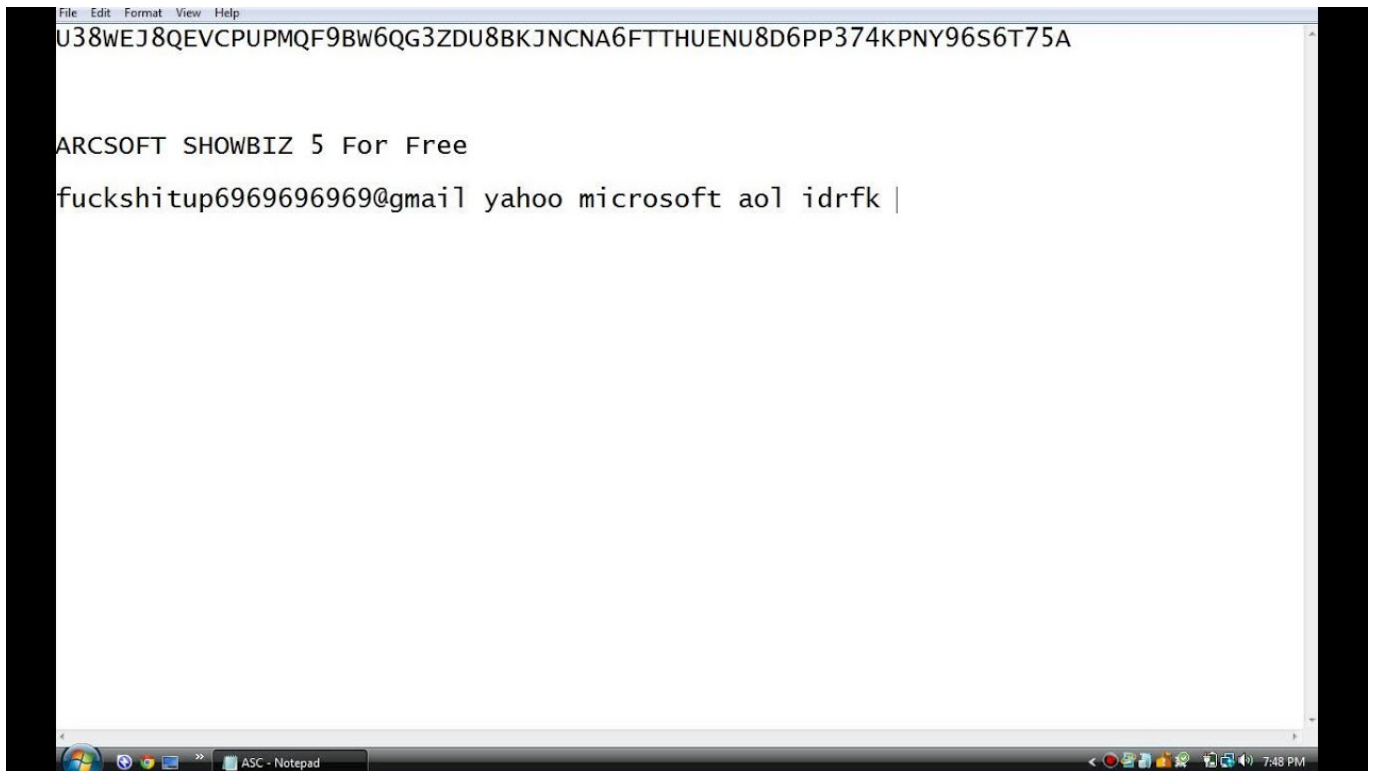 File Edit Format View Help
U38WEJ8QEVCPUPMQF9BW6QG3ZDU8BKJNCNA6FTTHUENU8D6PP374KPNY96S6T75A
ARCSOFT SHOWBIZ 5 For Free
fuckshitup6969696969@gmail yahoo microsoft aol idrfk
ASC - Notepad
7:48 PM